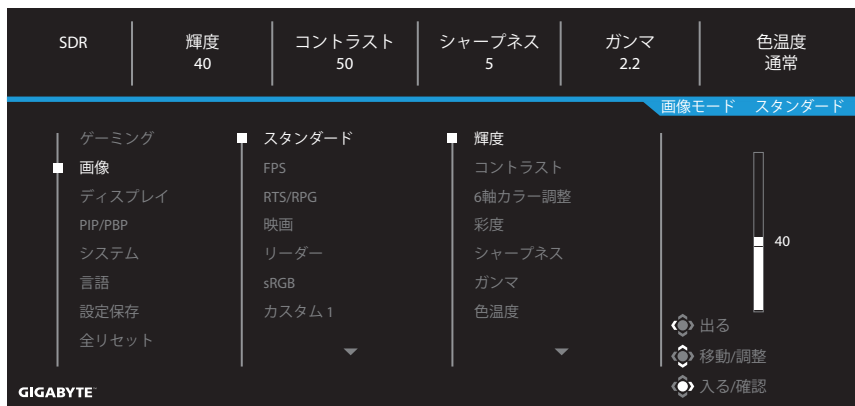 SDR
輝度
40
コントラスト
50
シャープネス
5
ガンマ
2.2
色温度
通常
画像モード スタンダード
ゲーミング
画像
ディスプレイ
PIP/PBP
システム
言語
設定保存
全リセット
スタンダード
FPS
RTS/RPG
映画
リーダー
sRGB
カスタム 1
輝度
コントラスト
6軸カラー調整
彩度
シャープネス
ガンマ
色温度
40
出る
移動/調整
入る/確認
GIGABYTE™